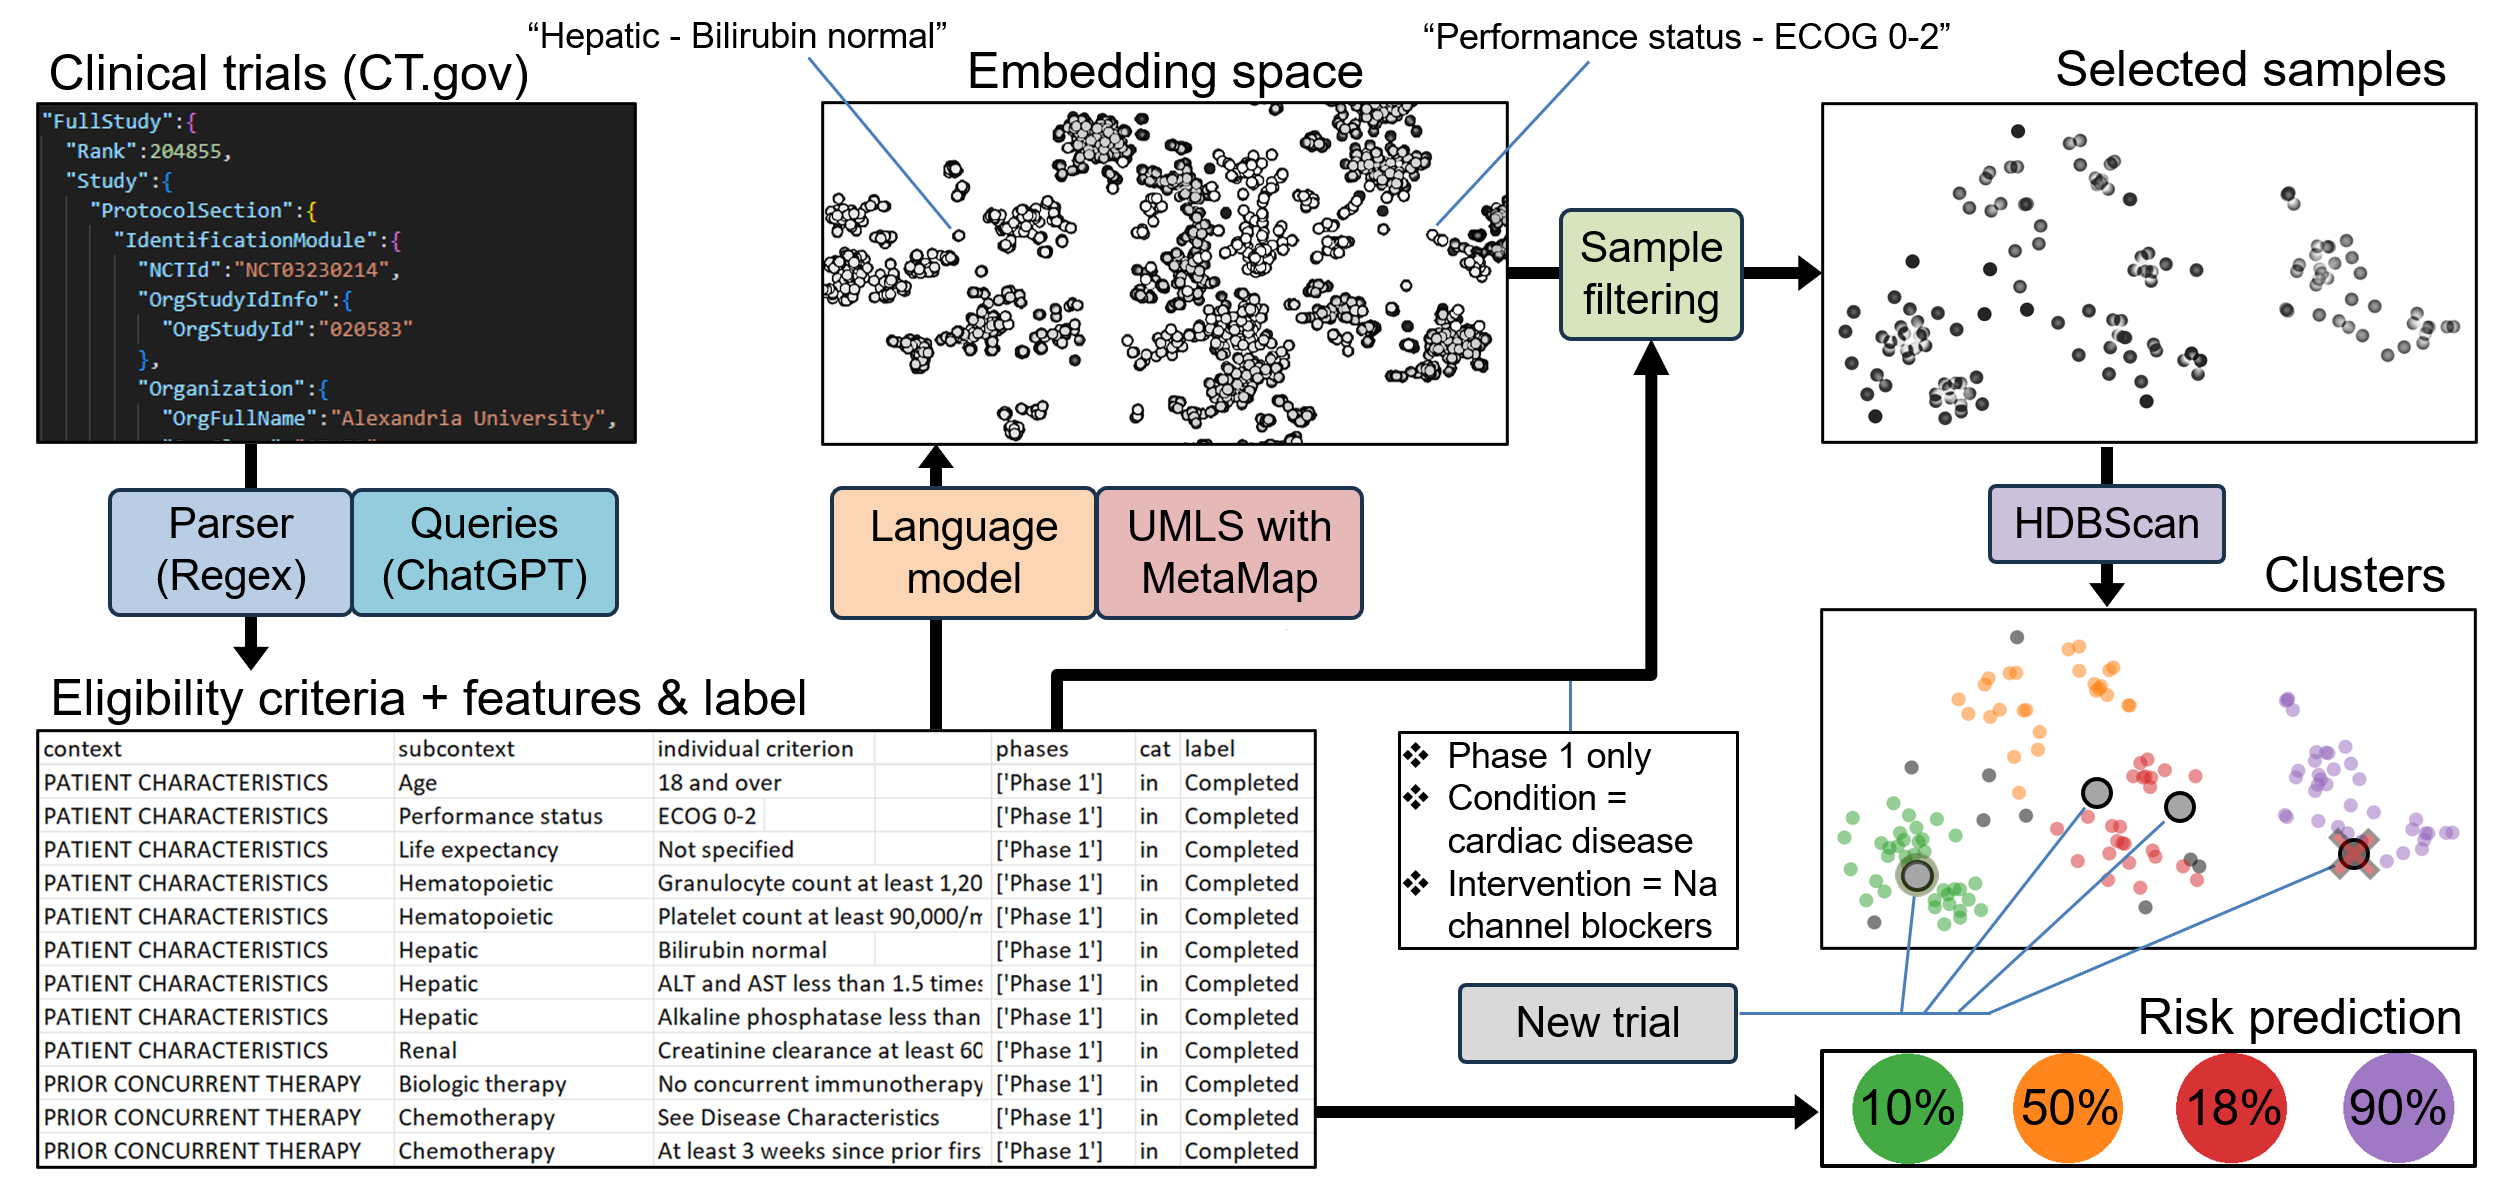 “Hepatic - Bilirubin normal”
“Performance status - ECOG 0-2”
Clinical trials (CT.gov)
Embedding space
Selected samples
"FullStudy":{
"Rank":204855,
"Study":{
"ProtocolSection":{
"IdentificationModule":{
"NCTId":"NCT03230214",
"OrgStudyIdInfo":{
"OrgStudyId":"020583"
},
"Organization":{
"OrgFullName":"Alexandria University",
Sample
filtering
Parser
(Regex)
Queries
(ChatGPT)
Language
model
UMLS with
MetaMap
HDBScan
Clusters
Eligibility criteria + features & label
context subcontext individual criterion phases cat label
PATIENT CHARACTERISTICS Age 18 and over ['Phase 1'] in Completed
PATIENT CHARACTERISTICS Performance status ECOG 0-2 ['Phase 1'] in Completed
PATIENT CHARACTERISTICS Life expectancy Not specified ['Phase 1'] in Completed
PATIENT CHARACTERISTICS Hematopoietic Granulocyte count at least 1,20 ['Phase 1'] in Completed
PATIENT CHARACTERISTICS Hematopoietic Platelet count at least 90,000/m ['Phase 1'] in Completed
PATIENT CHARACTERISTICS Hepatic Bilirubin normal ['Phase 1'] in Completed
PATIENT CHARACTERISTICS Hepatic ALT and AST less than 1.5 times ['Phase 1'] in Completed
PATIENT CHARACTERISTICS Hepatic Alkaline phosphatase less than ['Phase 1'] in Completed
PATIENT CHARACTERISTICS Renal Creatinine clearance at least 60 ['Phase 1'] in Completed
PRIOR CONCURRENT THERAPY Biologic therapy No concurrent immunotherapy ['Phase 1'] in Completed
PRIOR CONCURRENT THERAPY Chemotherapy See Disease Characteristics ['Phase 1'] in Completed
PRIOR CONCURRENT THERAPY Chemotherapy At least 3 weeks since prior firs ['Phase 1'] in Completed
❖ Phase 1 only
❖ Condition =
cardiac disease
❖ Intervention = Na
channel blockers
New trial
Risk prediction
10% 50% 18% 90%